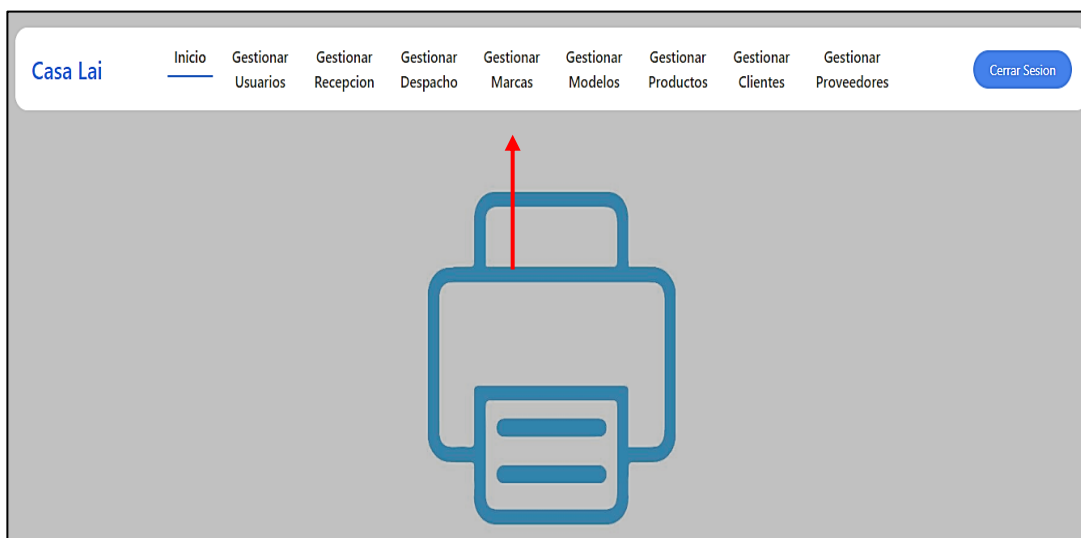 Casa Lai
Inicio
Gestionar
Usuarios
Gestionar
Recepcion
Gestionar
Despacho
Gestionar
Marcas
Gestionar
Modelos
Gestionar
Productos
Gestionar
Clientes
Gestionar
Proveedores
Cerrar Sesion